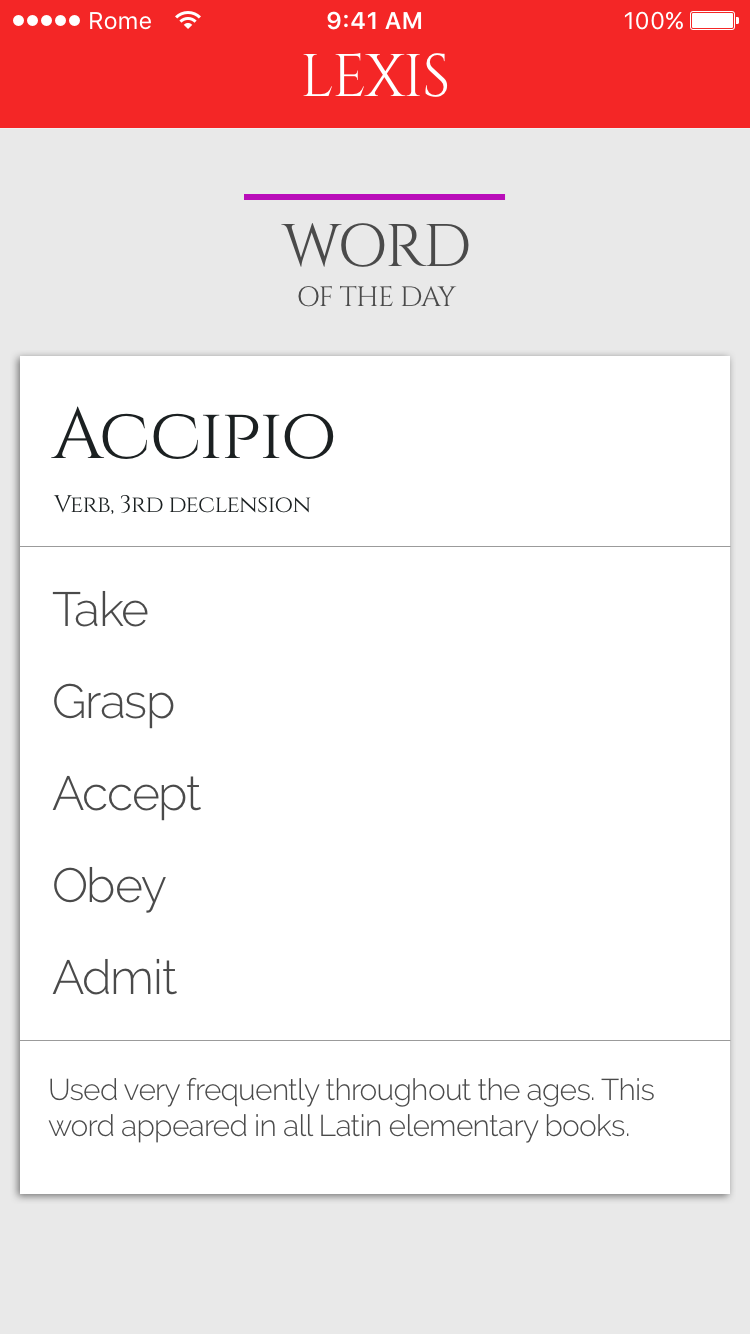 Rome 9:41 AM 100%
LEXIS
WORD
OF THE DAY
Accipio
Verb, 3rd declension
Take
Grasp
Accept
Obey
Admit
Used very frequently throughout the ages. This
word appeared in all Latin elementary books.